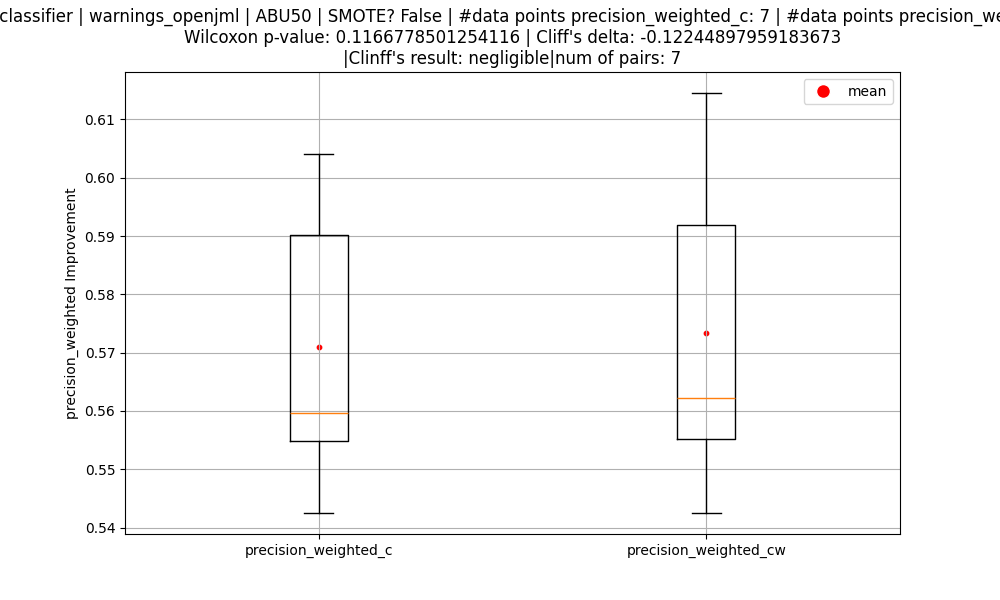 classifier | warnings_openjml | ABU50 | SMOTE? False | #data points precision_weighted_c: 7 | #data points
Wilcoxon p-value: 0.1166778501254116 | Cliff's delta: -0.12244897959183673
|Clinff's result: negligible|num of pairs: 7
mean
0.61
0.60
0.59
0.58
0.57
0.56
0.55
0.54
precision_weighted Improvement
precision_weighted_c
precision_weighted_cw